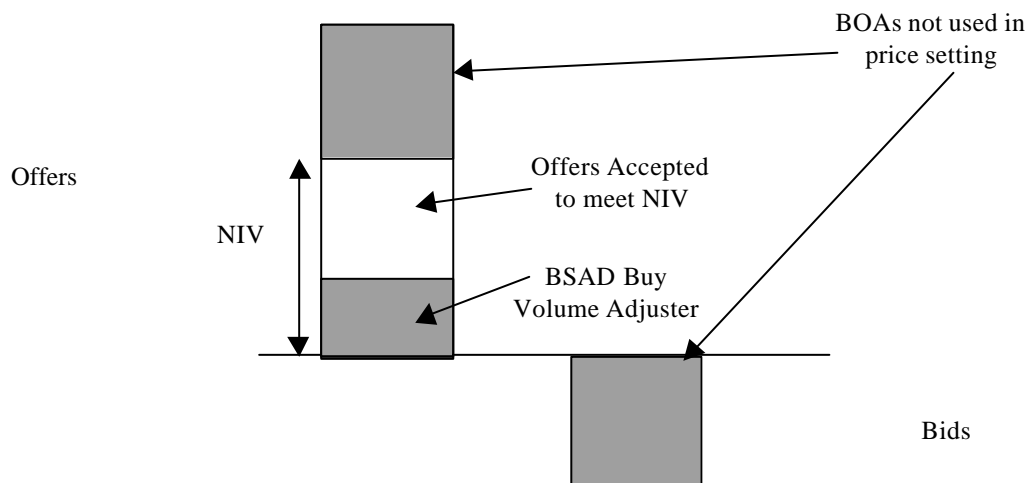 BOAs not used in
price setting
Offers
Offers Accepted
to meet NIV
NIV
BSAD Buy
Volume Adjuster
Bids